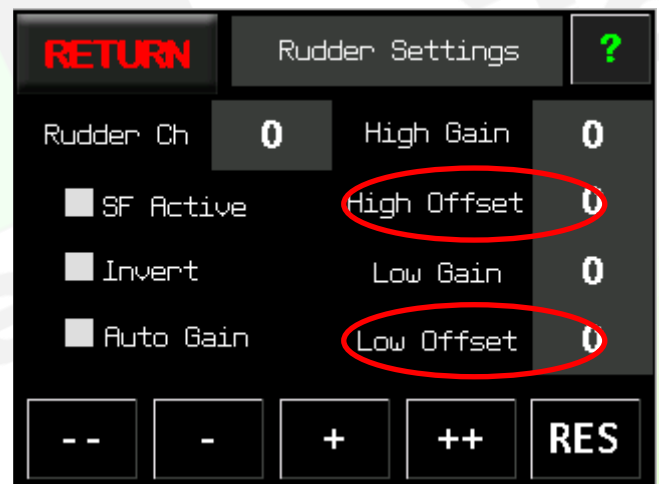 RETURN Rudder Settings ?
Rudder Ch 0 High Gain 0
SF Active High Offset 0
Invert Low Gain 0
Auto Gain Low Offset 0
-- - + ++ RES